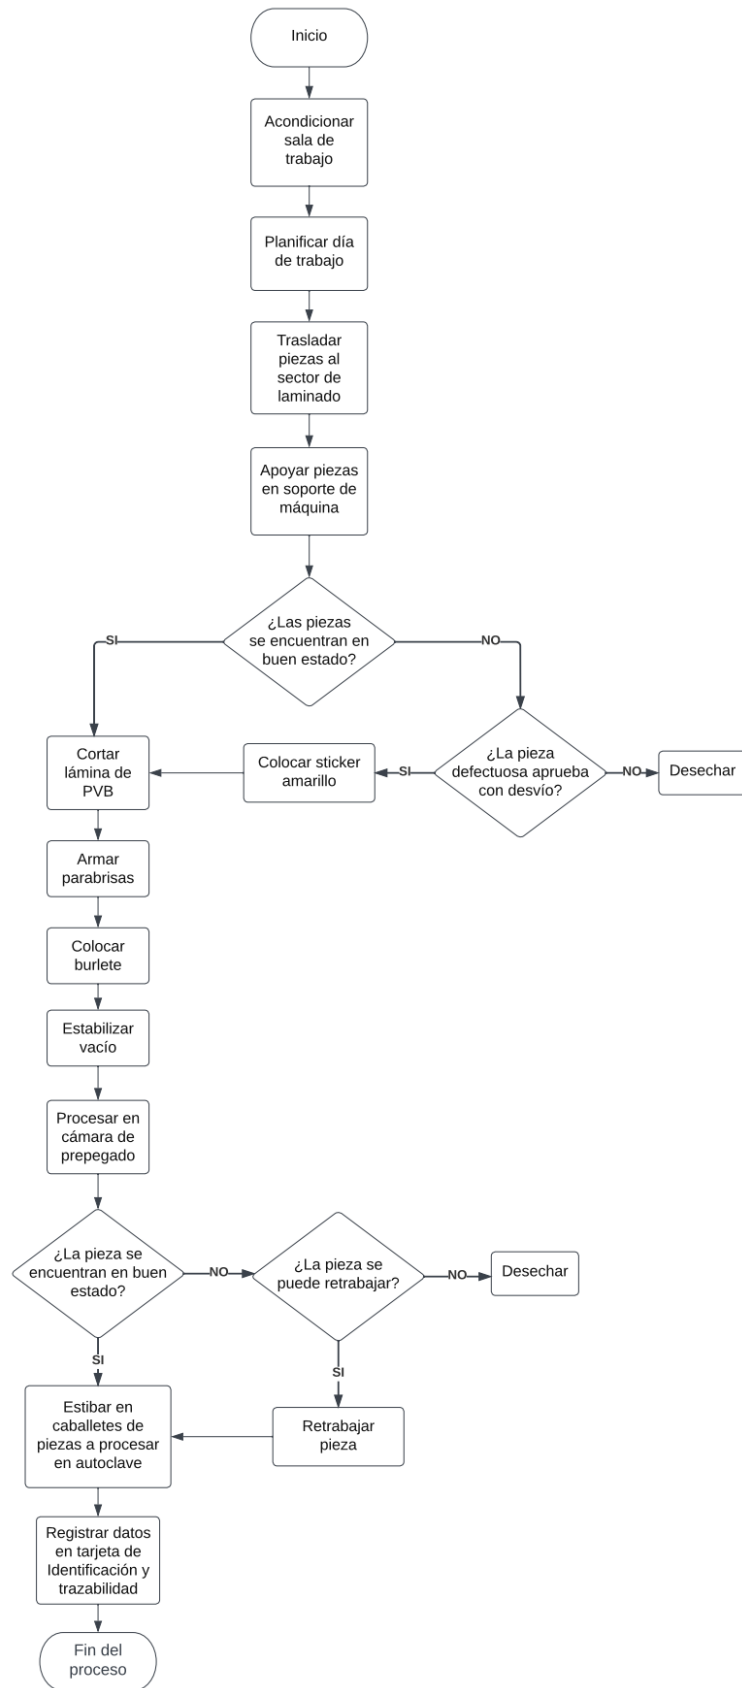 Inicio
Acondicionar
sala de
trabajo
Planificar día
de trabajo
Trasladar
piezas al
sector de
laminado
Apoyar piezas
en soporte de
máquina
¿Las piezas
se encuentran en
buen estado?
SI
NO
Cortar
lámina de
PVB
Colocar sticker
amarillo
SI
¿La pieza
defectuosa aprueba
con desvío?
NO
Desechar
Armar
parabrisas
Colocar
burlete
Estabilizar
vacío
Procesar en
cámara de
prepegado
¿La pieza se
encuentran en buen
estado?
NO
¿La pieza se
puede retrabajar?
NO
Desechar
SI
SI
Estibar en
caballetes de
piezas a procesar
en autoclave
Retrabajar
pieza
Registrar datos
en tarjeta de
Identificación y
trazabilidad
Fin del
proceso